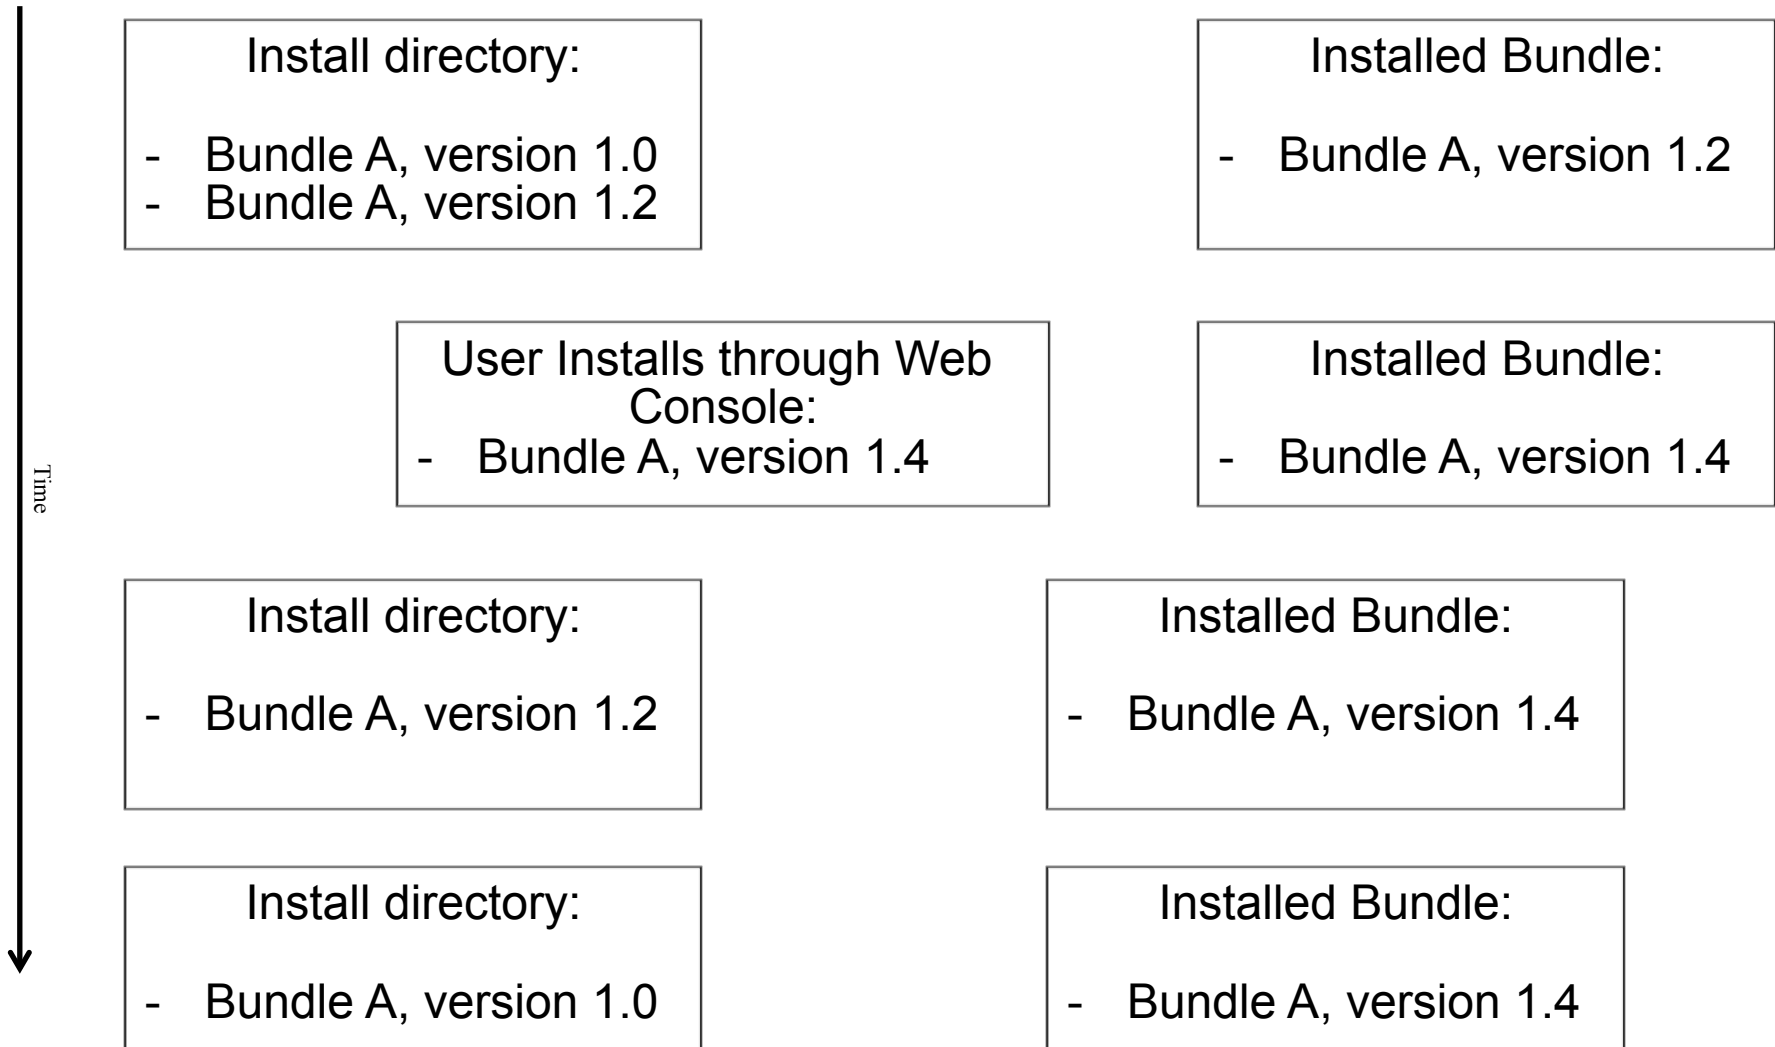 Install directory:
- Bundle A, version 1.0
- Bundle A, version 1.2
Installed Bundle:
- Bundle A, version 1.2
User Installs through Web
Console:
- Bundle A, version 1.4
Installed Bundle:
- Bundle A, version 1.4
Time
Install directory:
- Bundle A, version 1.2
Installed Bundle:
- Bundle A, version 1.4
Install directory:
- Bundle A, version 1.0
Installed Bundle:
- Bundle A, version 1.4